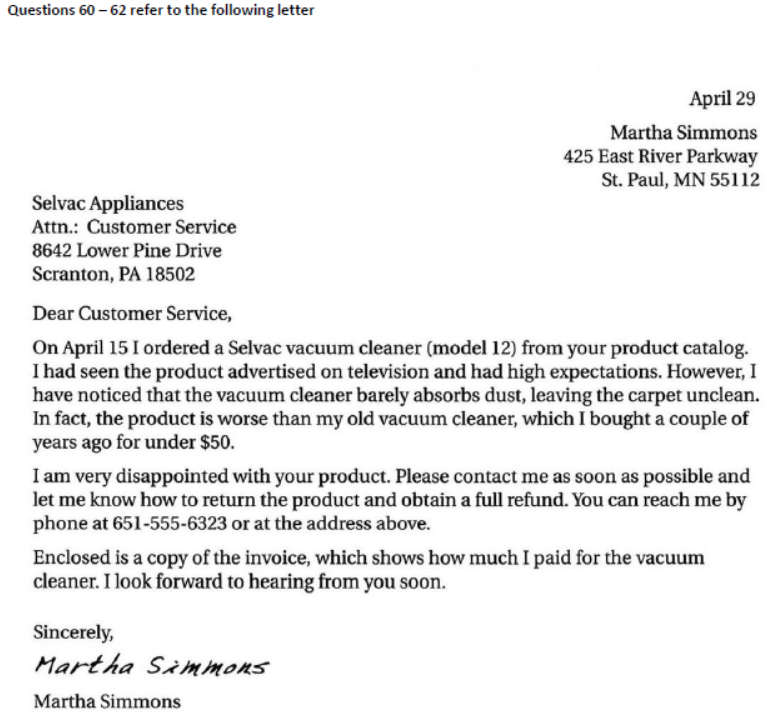 Questions 60 – 62 refer to the following letter
April 29
Martha Simmons
425 East River Parkway
St. Paul, MN 55112
Selvac Appliances
Attn.: Customer Service
8642 Lower Pine Drive
Scranton, PA 18502
Dear Customer Service,
On April 15 I ordered a Selvac vacuum cleaner (model 12) from your product catalog.
I had seen the product advertised on television and had high expectations. However, I
have noticed that the vacuum cleaner barely absorbs dust, leaving the carpet unclean.
In fact, the product is worse than my old vacuum cleaner, which I bought a couple of
years ago for under $50.
I am very disappointed with your product. Please contact me as soon as possible and
let me know how to return the product and obtain a full refund. You can reach me by
phone at 651-555-6323 or at the address above.
Enclosed is a copy of the invoice, which shows how much I paid for the vacuum
cleaner. I look forward to hearing from you soon.
Sincerely,
Martha Simmons
Martha Simmons